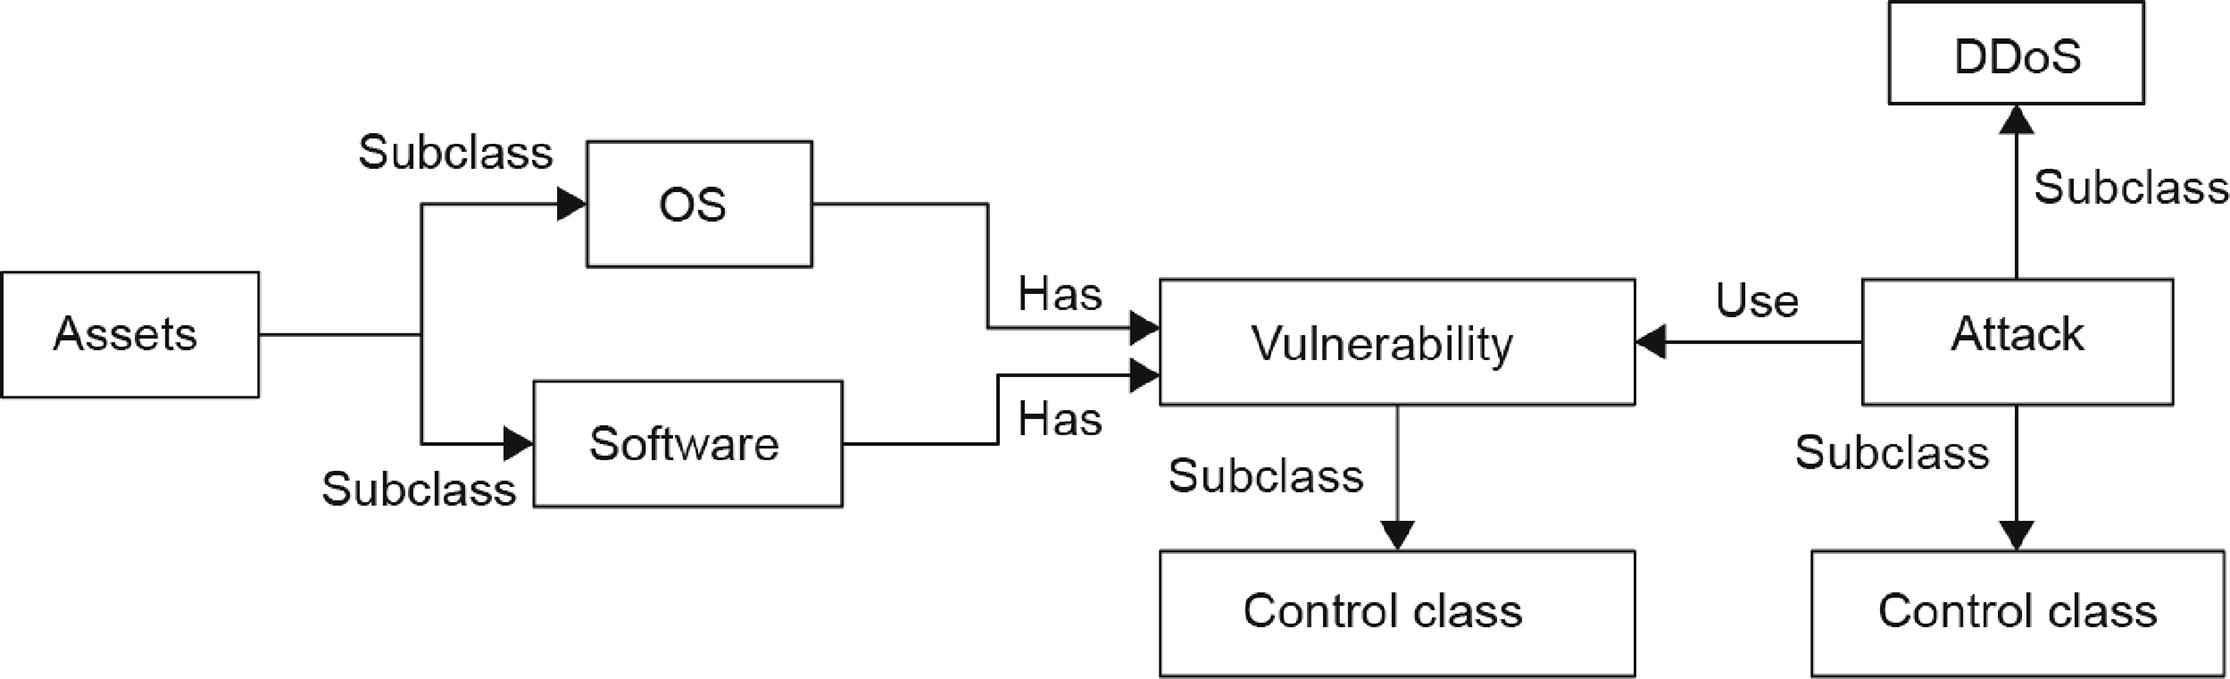 DDoS
Subclass
OS
Subclass
Has
Use
Assets
Vulnerability
Attack
Software
Has
Subclass
Subclass
Subclass
Control class
Control class